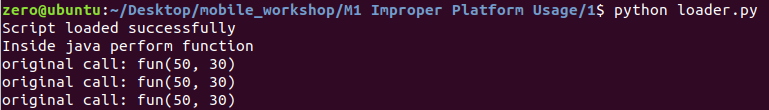 zero@ubuntu:~/Desktop/mobile_workshop/M1 Improper Platform Usage/1$ python loader.py
Script loaded successfully
Inside java perform function
original call: fun(50, 30)
original call: fun(50, 30)
original call: fun(50, 30)